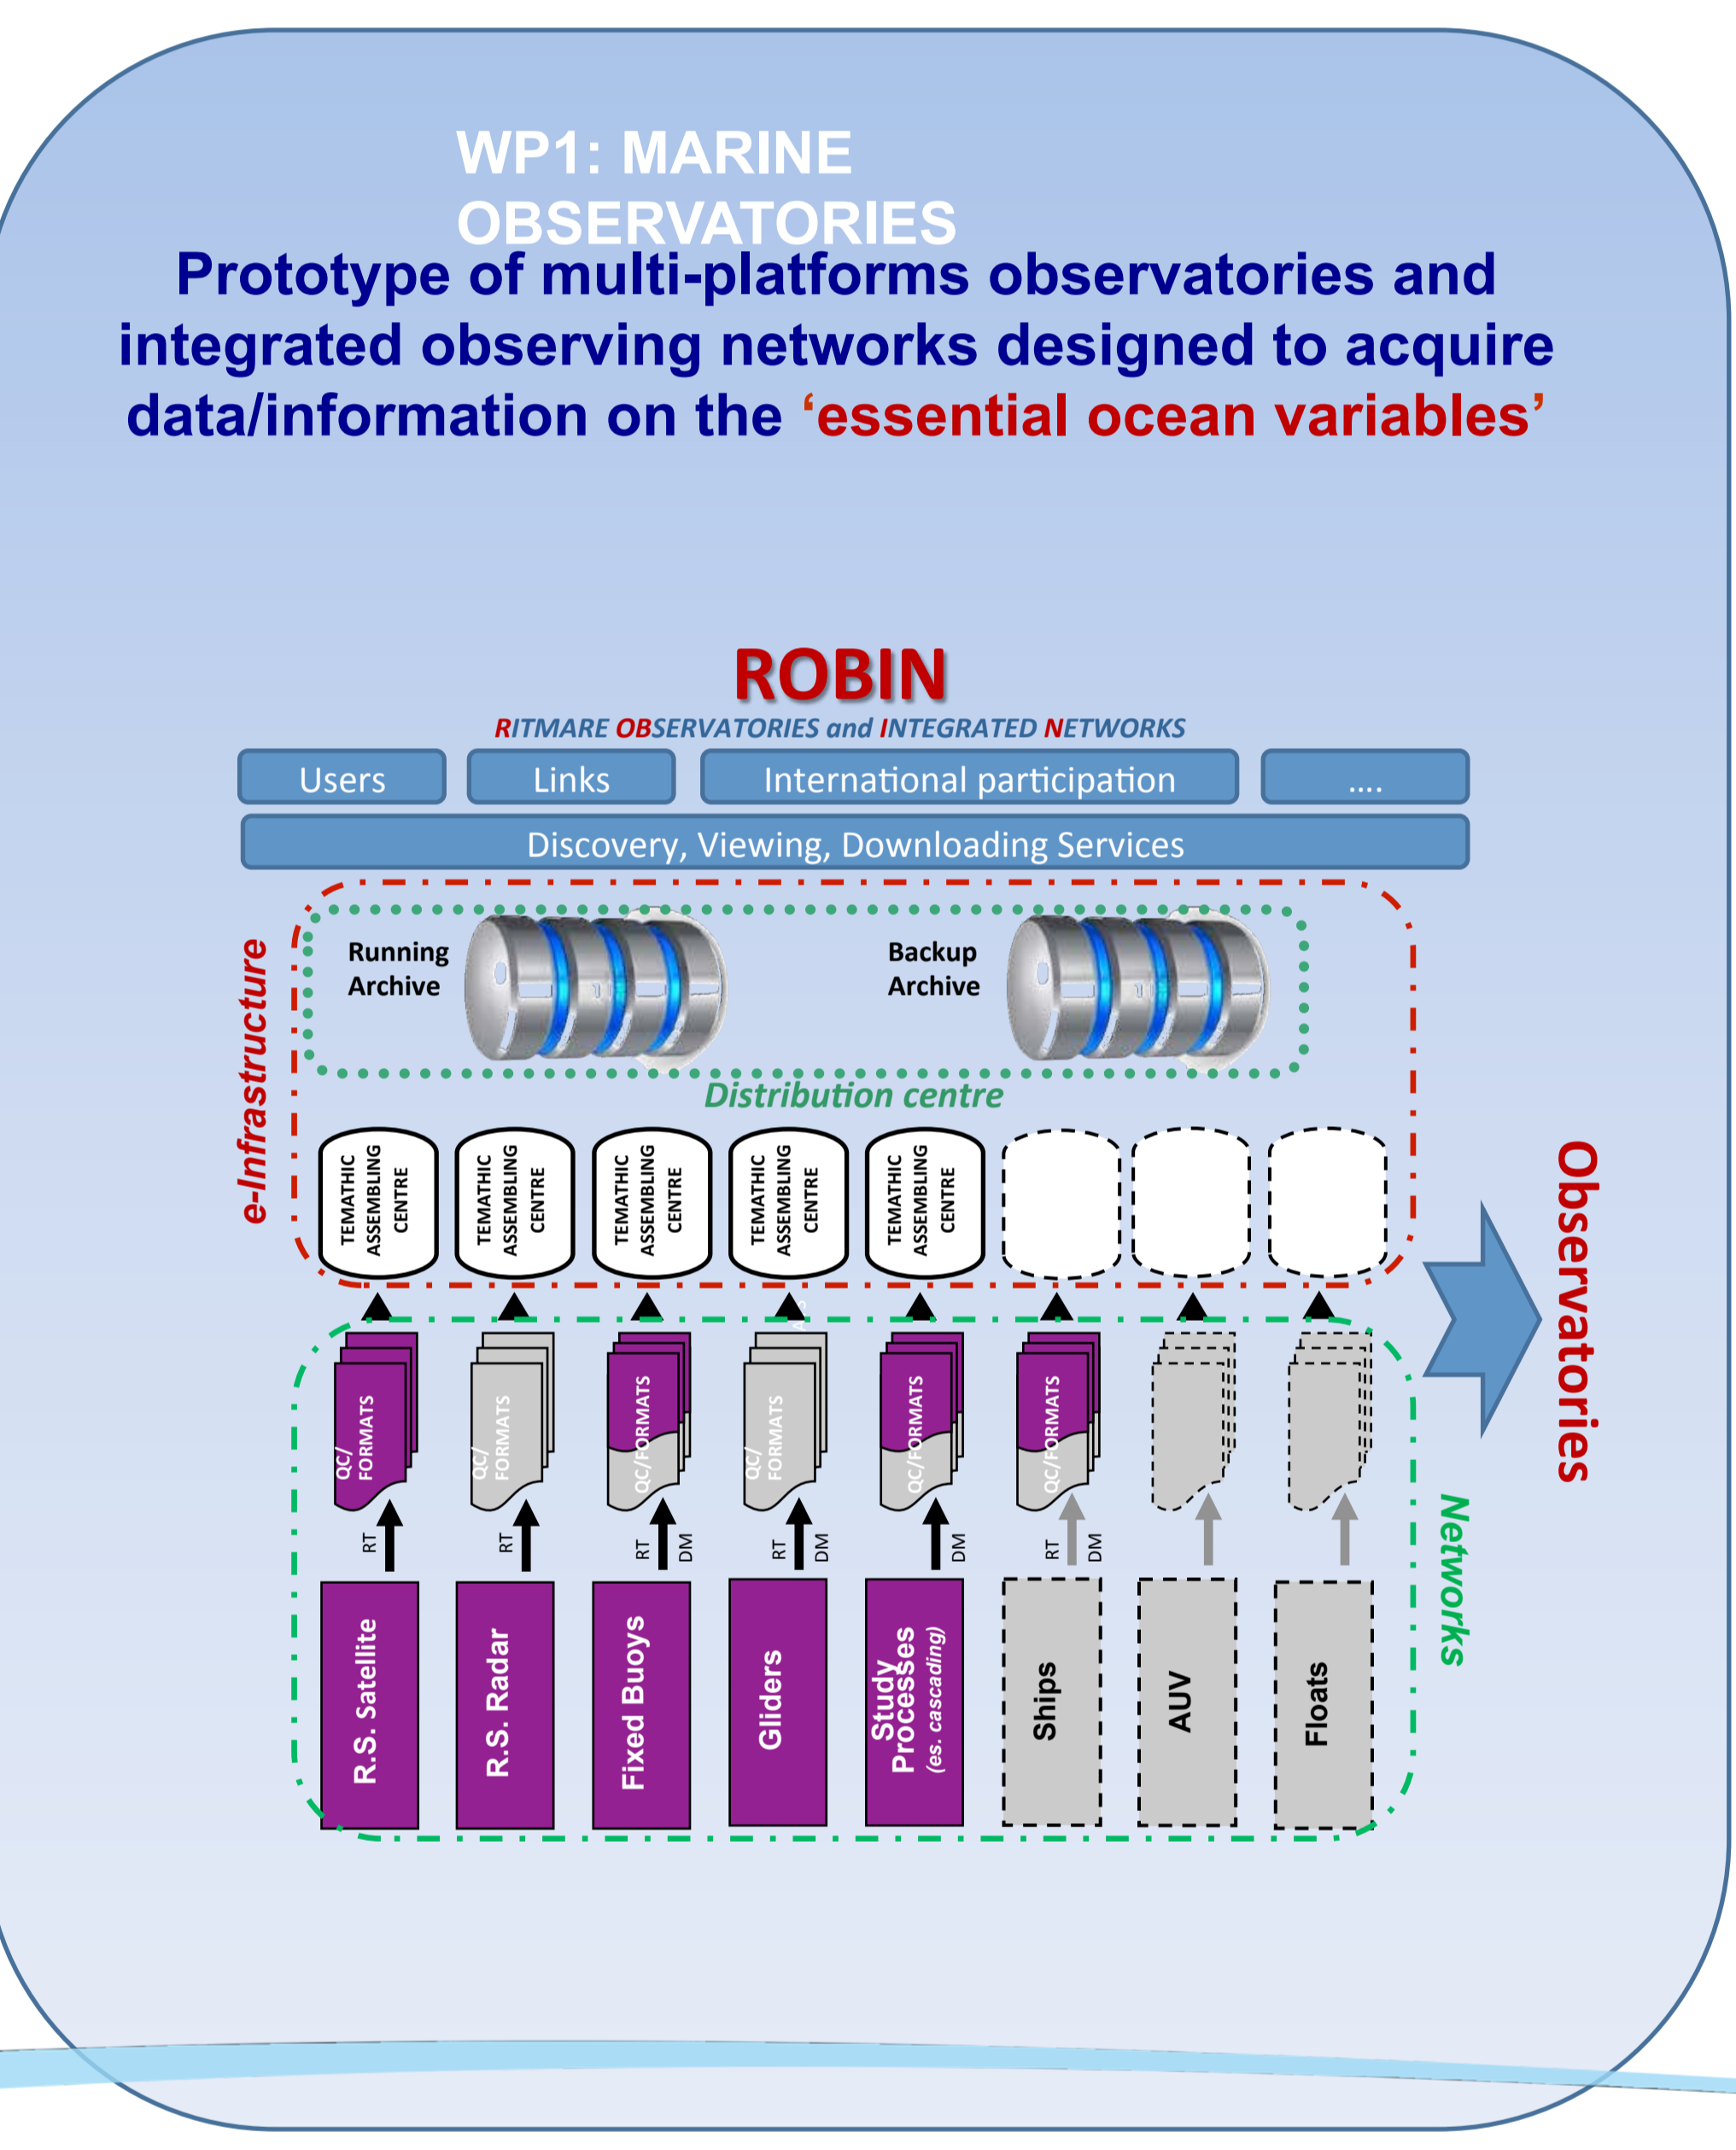 WP1: MARINE
OBSERVATORIES
Prototype of multi-platforms observatories and
integrated observing networks designed to acquire
data/information on the ‘essential ocean variables’
ROBIN
RITMARE OBSERVATORIES and INTEGRATED NETWORKS
Users
Links
International participation
....
Discovery, Viewing, Downloading Services
e-Infrastructure
Running
Archive
Backup
Archive
Distribution centre
TEMATHIC
ASSEMBLING
CENTRE
TEMATHIC
ASSEMBLING
CENTRE
TEMATHIC
ASSEMBLING
CENTRE
TEMATHIC
ASSEMBLING
CENTRE
TEMATHIC
ASSEMBLING
CENTRE
Observatories
QC/
FORMATS
QC/
FORMATS
QC/FORMATS
QC/
FORMATS
QC/FORMATS
QC/FORMATS
RT
RT
RT
DM
RT
DM
DM
RT
DM
Networks
R.S. Satellite
R.S. Radar
Fixed Buoys
Gliders
Study
Processes
(es. cascading)
Ships
AUV
Floats